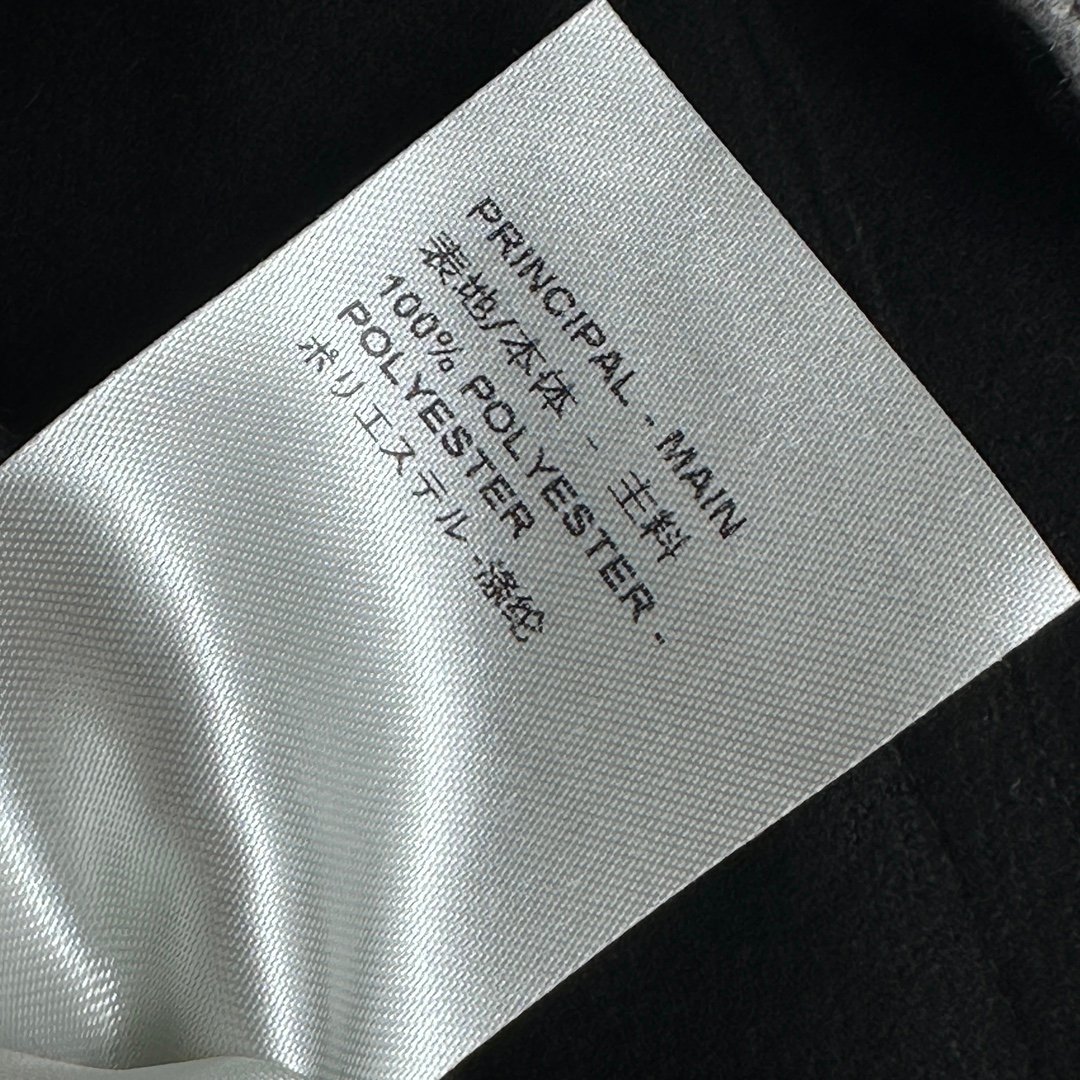 PRINCIPAL - MAIN
表地/本体 - 主料
100% POLYESTER -
POLYESTER
ポリエステル -涤纶